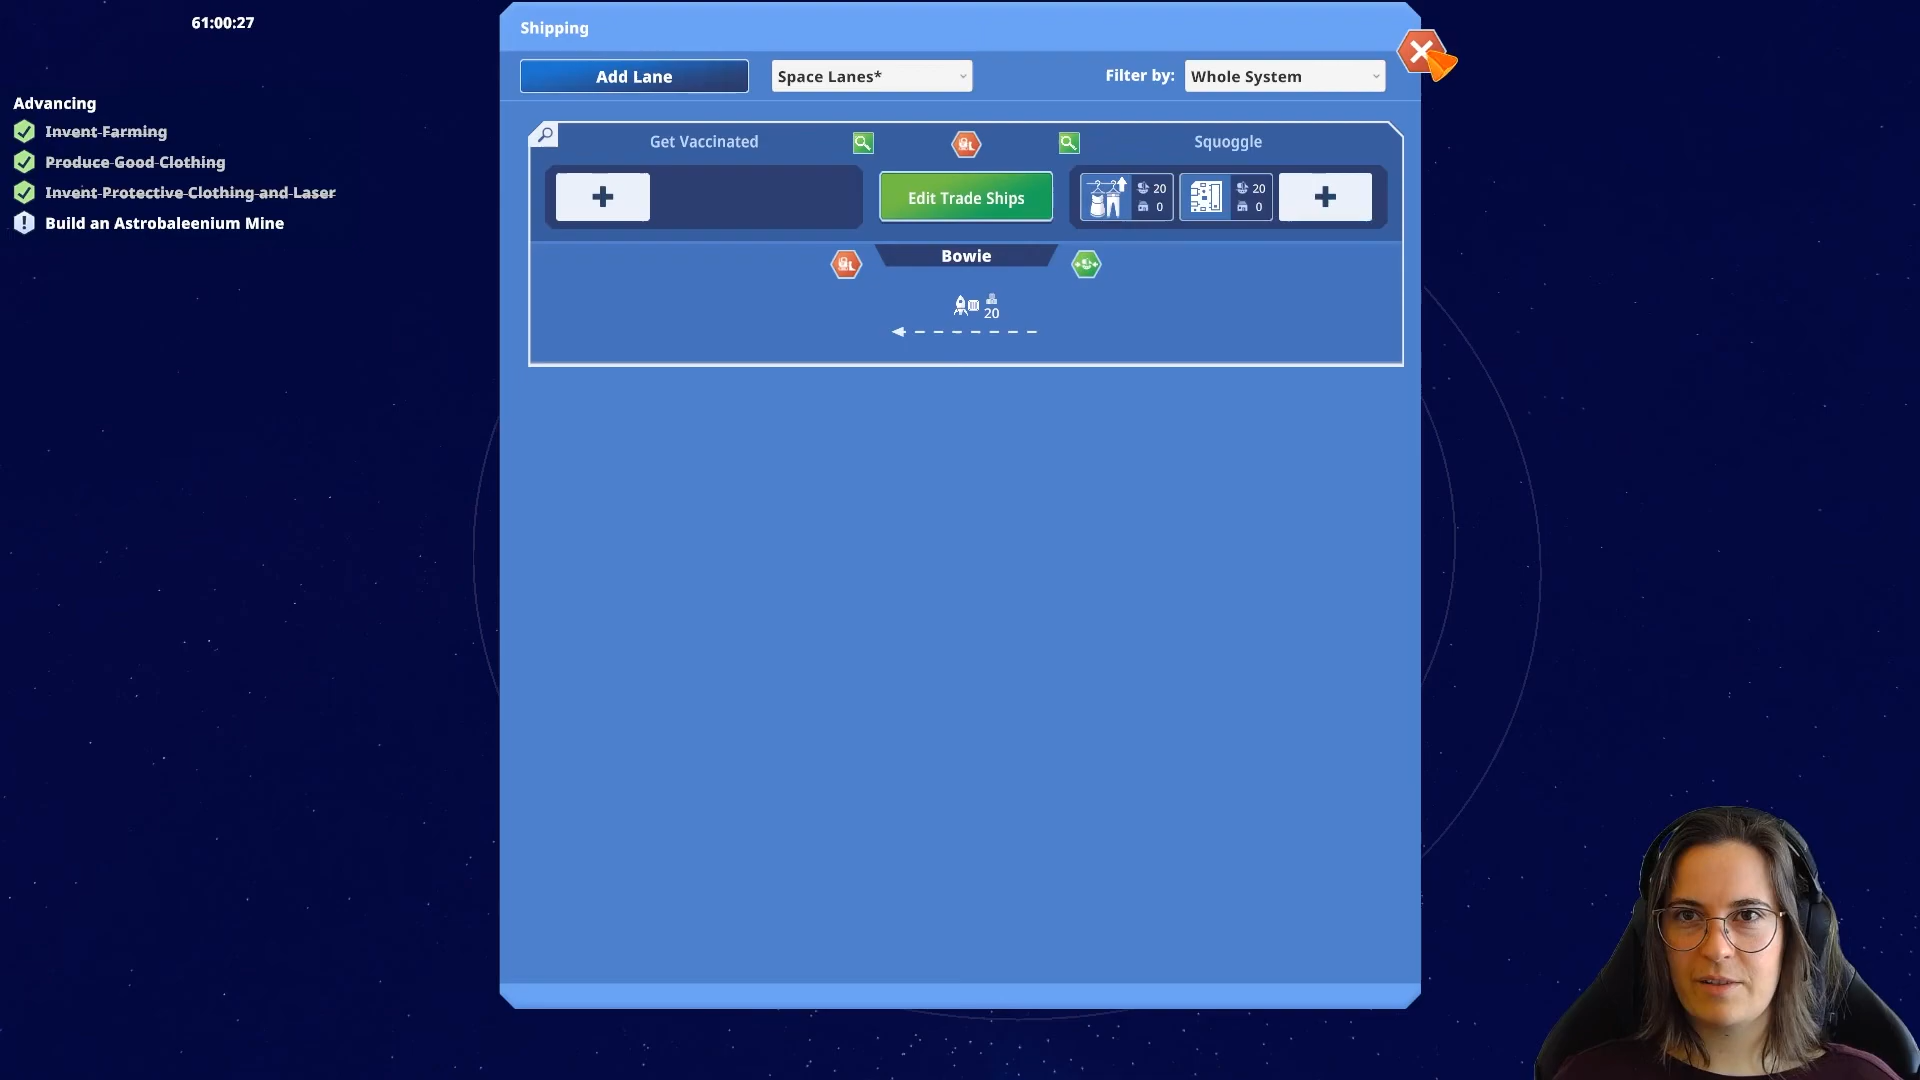 61:00:27
Advancing
Invent Farming
Produce Good Clothing
Invent Protective Clothing and Laser
Build an Astrobaleenium Mine
Shipping
Add Lane
Space Lanes*
Filter by:
Whole System
Get Vaccinated
Squoggle
Edit Trade Ships
20
0
20
0
Bowie
20